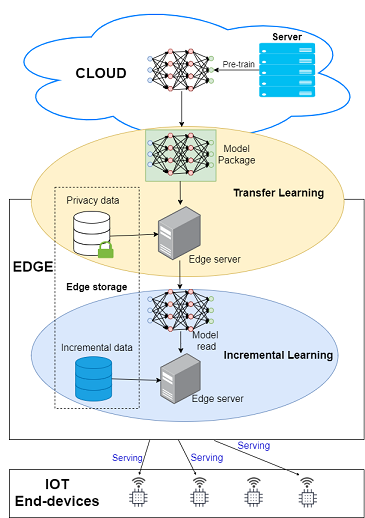 Server
CLOUD
Pre-train
Model
Package
Transfer Learning
Privacy data
Edge server
EDGE
Edge storage
Model
read
Incremental data
Incremental Learning
Edge server
Serving
Serving
Serving
IOT
End-devices